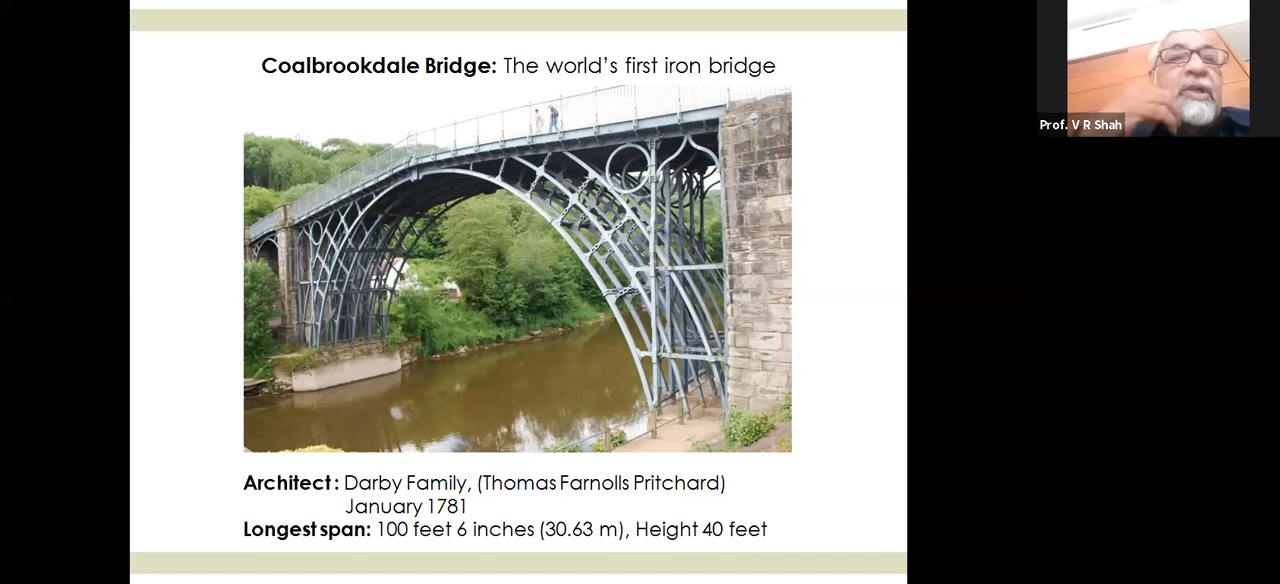 Coalbrookdale Bridge: The world's first iron bridge
Prof. V R Shah
Architect: Darby Family, (Thomas Farnolls Pritchard)
January 1781
Longest span: 100 feet 6 inches (30.63 m), Height 40 feet